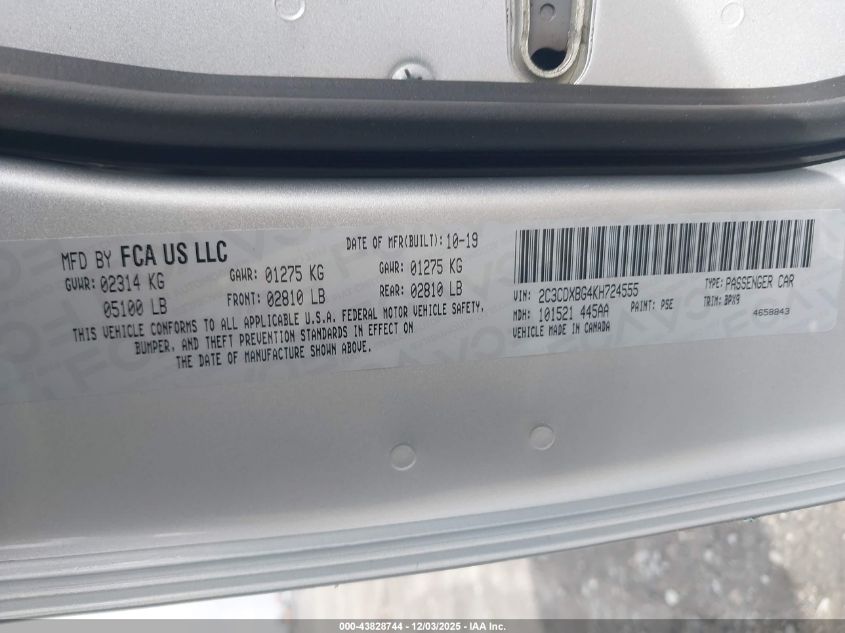 MFD BY FCA US LLC
DATE OF MFR(BUILT): 10-19
GVWR: 02314 KG
GAWR: 01275 KG
GAWR: 01275 KG
05100 LB
FRONT: 02810 LB
REAR: 02810 LB
THIS VEHICLE CONFORMS TO ALL APPLICABLE U.S.A. FEDERAL MOTOR VEHICLE SAFETY,
BUMPER, AND THEFT PREVENTION STANDARDS IN EFFECT ON
THE DATE OF MANUFACTURE SHOWN ABOVE.
VIN: 2C3CDXBG4KH724555
TYPE: PASSENGER CAR
MDH: 101521 445AA
PAINT: PSE
TRIM: BPX9
VEHICLE MADE IN CANADA
4658843
000-43828744 - 12/03/2025 - IAA Inc.